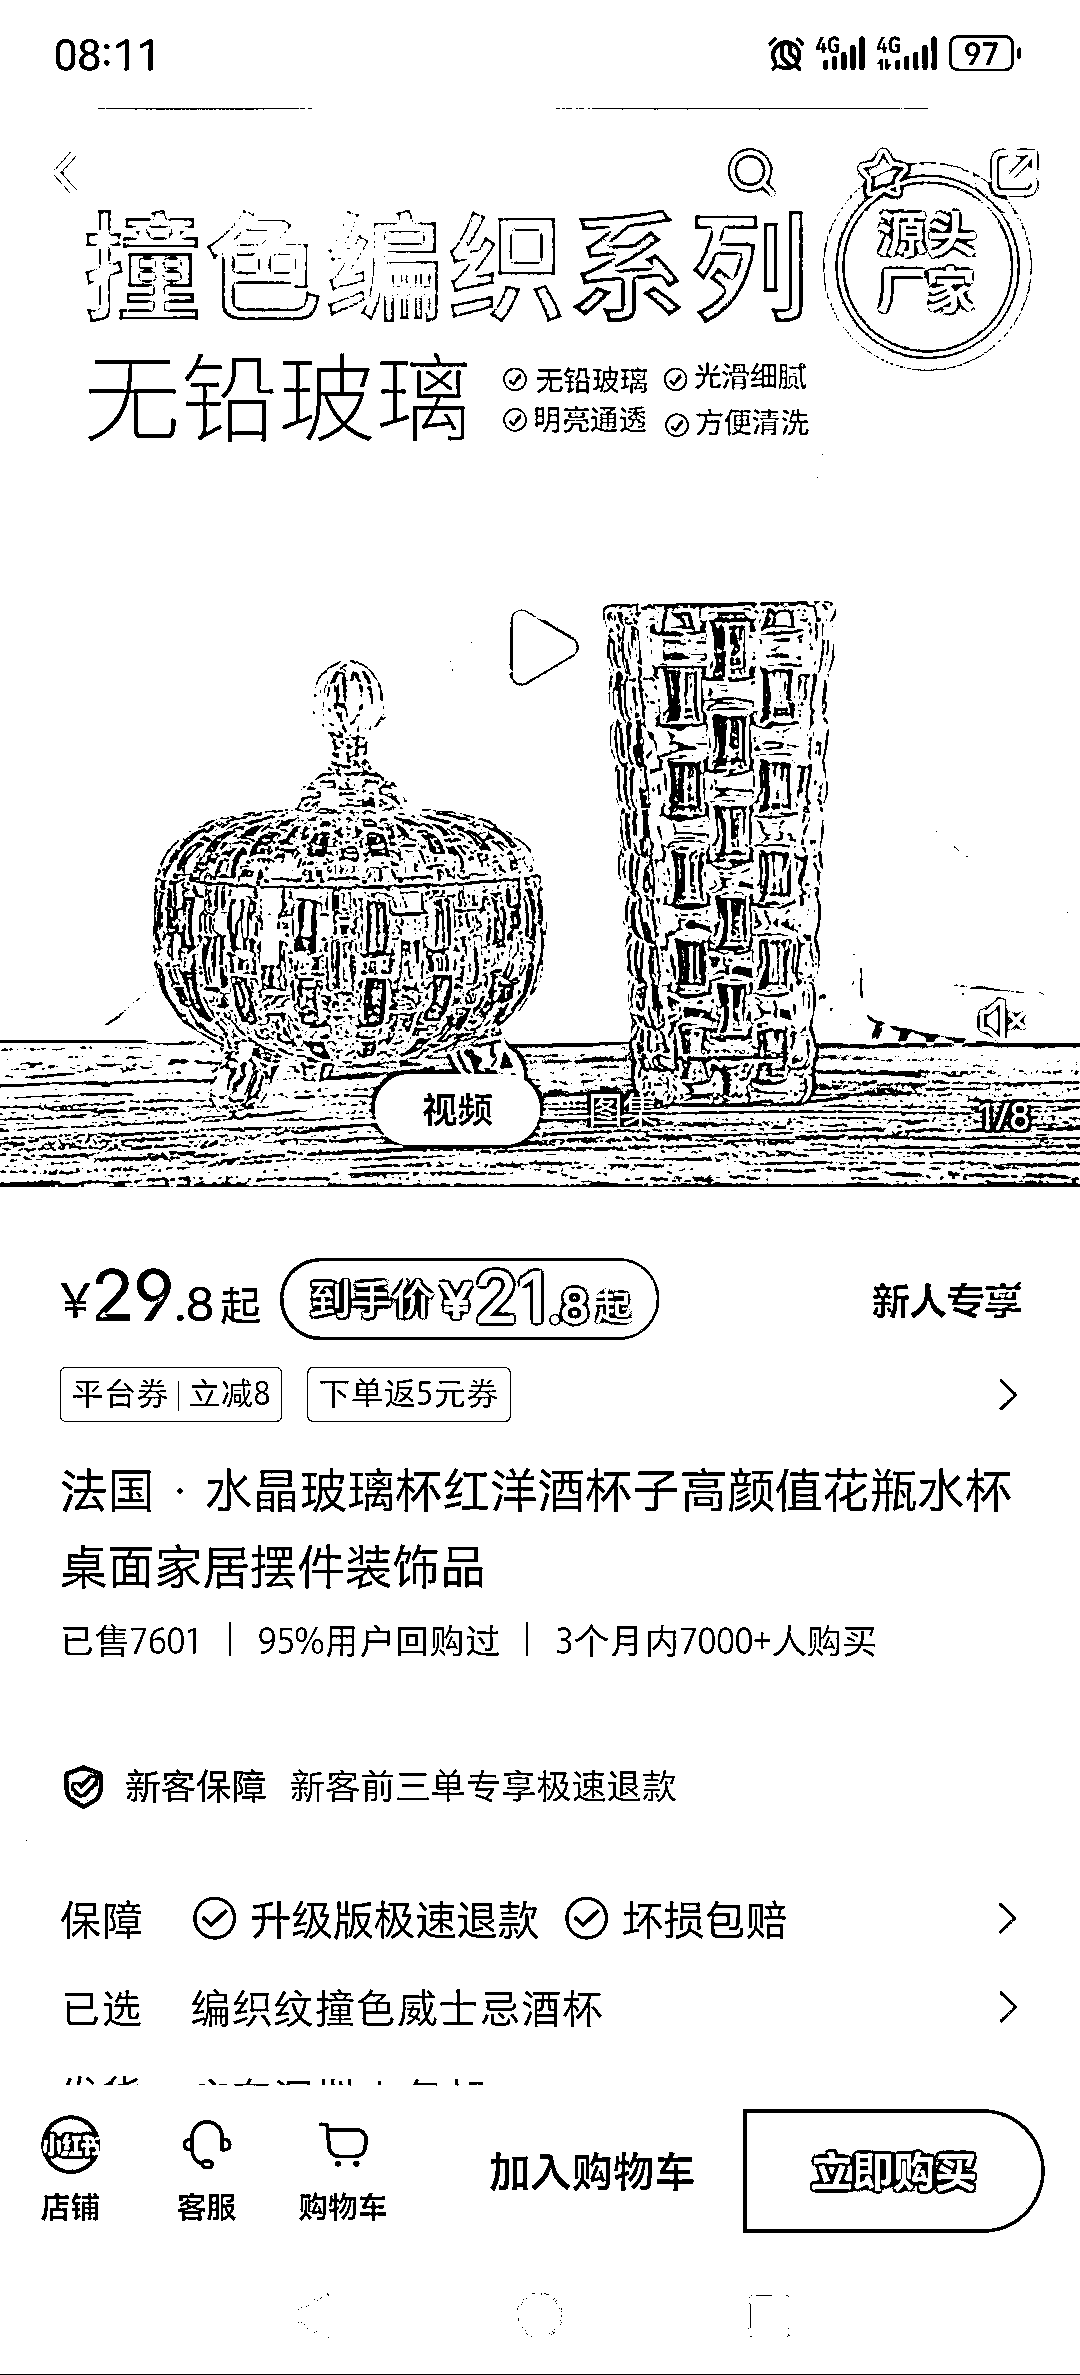 08:11
4G 4G 97
撞色编织系列
源头
厂家
无铅玻璃
无铅玻璃 光滑细腻
明亮通透 方便清洗
视频 图集 1/8
¥29.8起 到手价¥21.8起 新人专享
平台券|立减8 下单返5元券
法国 · 水晶玻璃杯红洋酒杯子高颜值花瓶水杯
桌面家居摆件装饰品
已售7601 | 95%用户回购过 | 3个月内7000+人购买
新客保障 新客前三单专享极速退款
保障 升级版极速退款 坏损包赔
已选 编织纹撞色威士忌酒杯
小红书
店铺 客服 购物车 加入购物车 立即购买